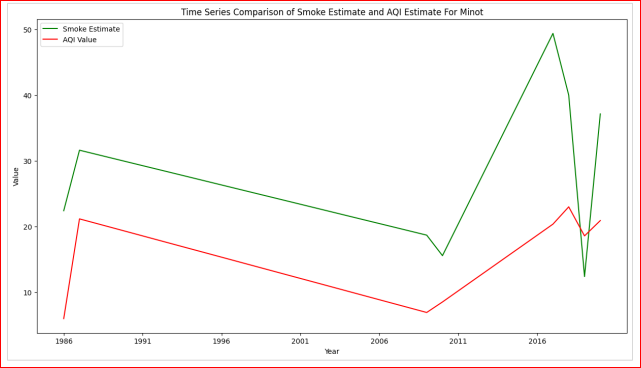 Time Series Comparison of Smoke Estimate and AQI Estimate For Minot
Smoke Estimate
AQI Value
50
40
30
20
10
Value
1986 1991 1996 2001 2006 2011 2016
Year